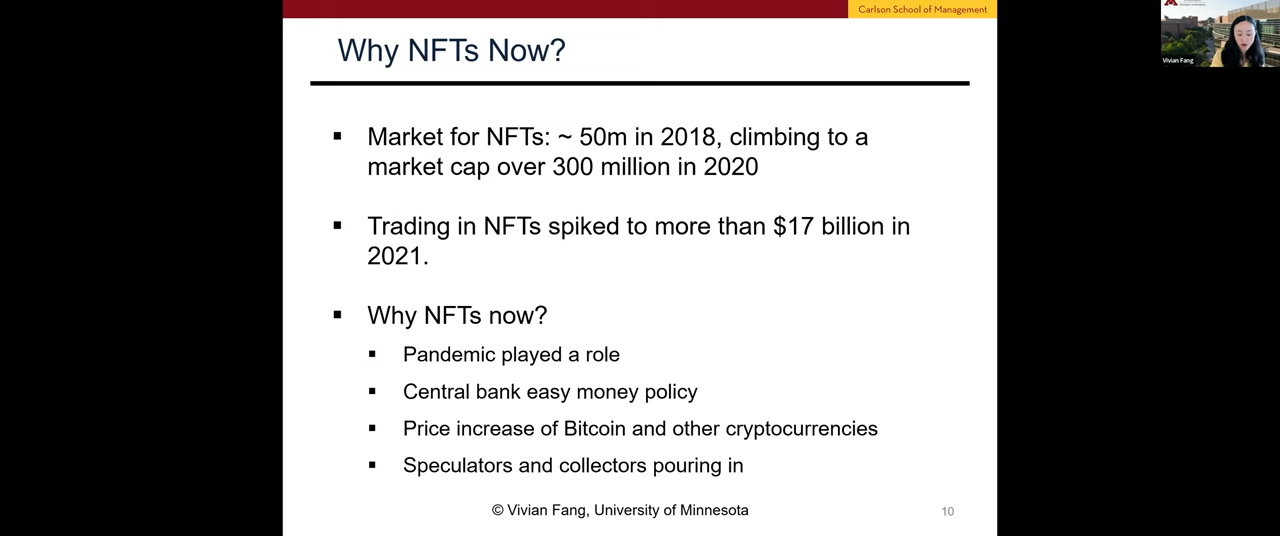 Carlson School of Management
Why NFTs Now?
▪ Market for NFTs: ~ 50m in 2018, climbing to a
market cap over 300 million in 2020
▪ Trading in NFTs spiked to more than $17 billion in
2021.
▪ Why NFTs now?
▪ Pandemic played a role
▪ Central bank easy money policy
▪ Price increase of Bitcoin and other cryptocurrencies
▪ Speculators and collectors pouring in
© Vivian Fang, University of Minnesota
10
Vivian Fang